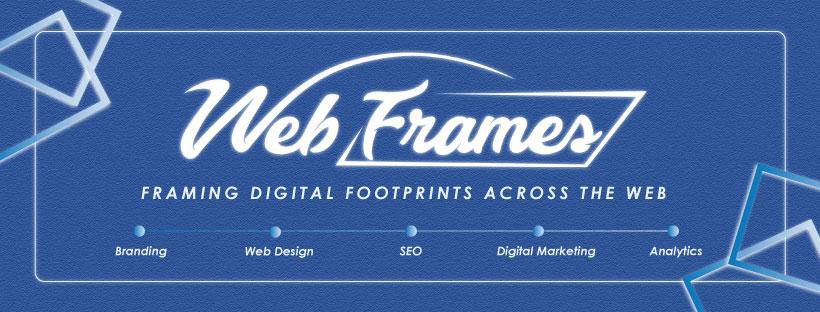 Web Frames
FRAMING DIGITAL FOOTPRINTS ACROSS THE WEB
Branding Web Design SEO Digital Marketing Analytics